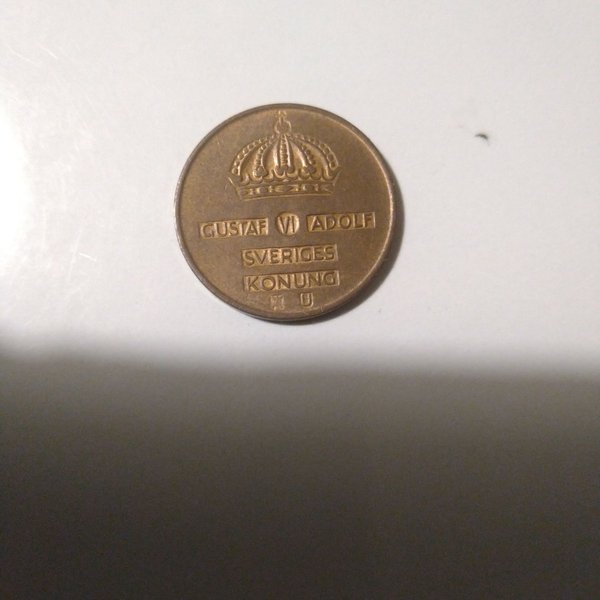 GUSTAF VI ADOLF
SVERIGES
KONUNG
U